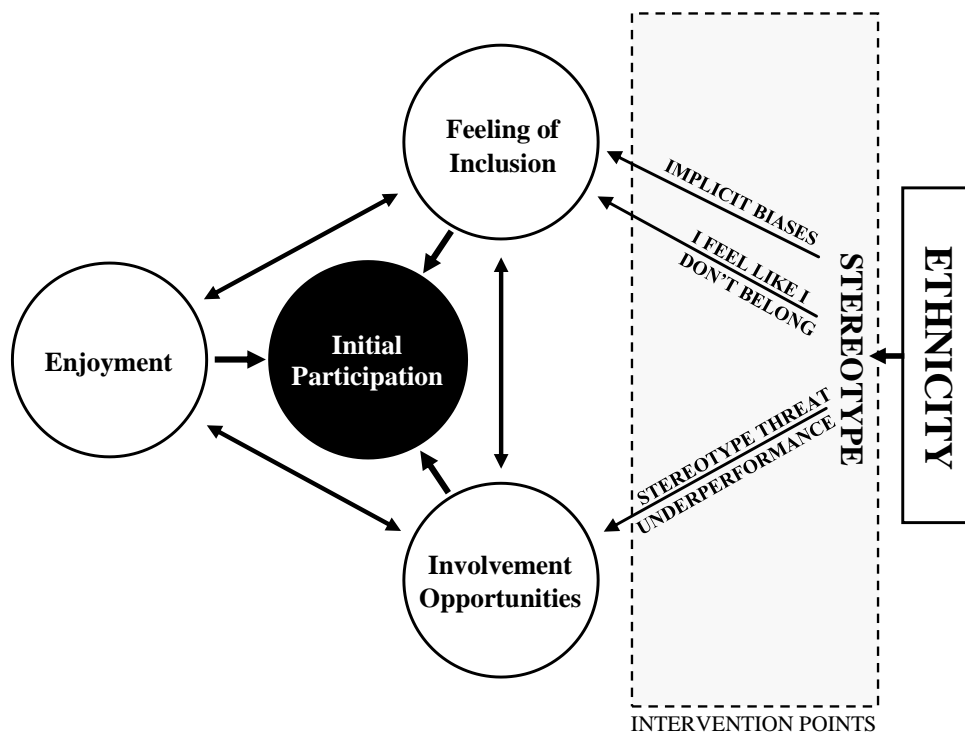 Feeling of
Inclusion
IMPLICIT BIASES
I FEEL LIKE I
DON'T BELONG
STEREOTYPE
ETHNICITY
Enjoyment
Initial
Participation
STEREOTYPE THREAT
UNDERPERFORMANCE
Involvement
Opportunities
INTERVENTION POINTS